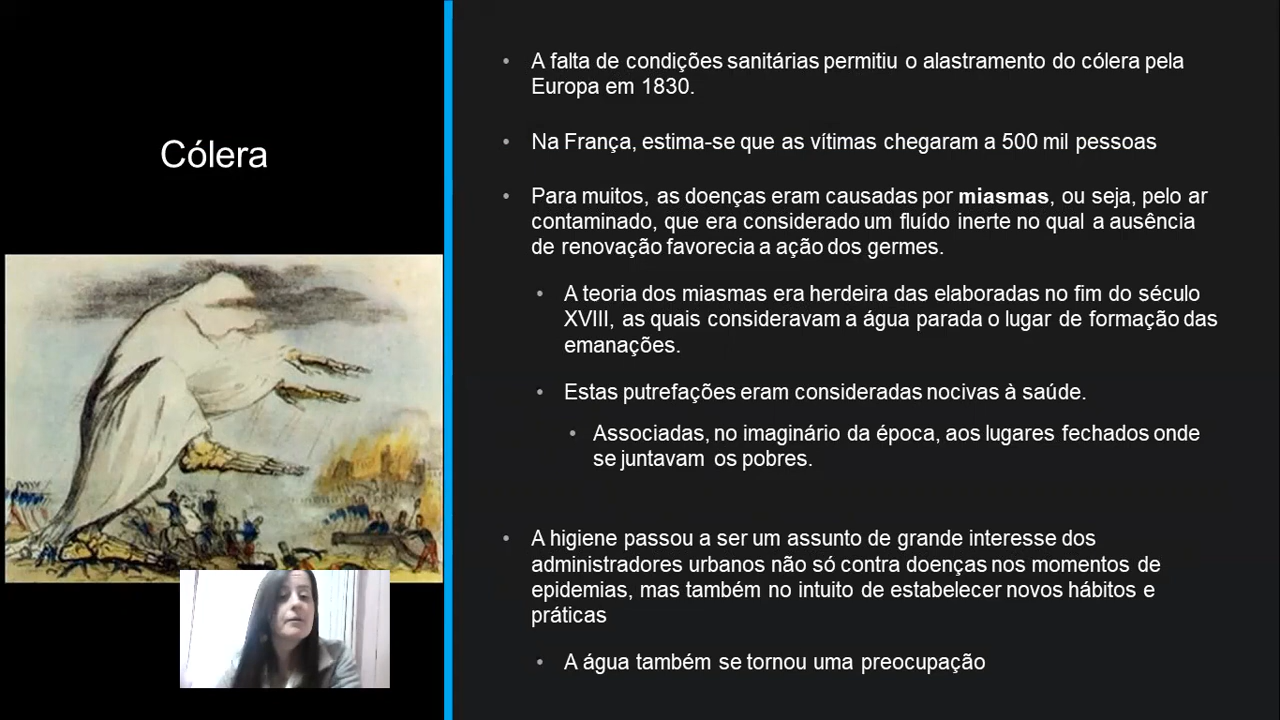 Cólera
• A falta de condições sanitárias permitiu o alastramento do cólera pela
Europa em 1830.
• Na França, estima-se que as vítimas chegaram a 500 mil pessoas
• Para muitos, as doenças eram causadas por miasmas, ou seja, pelo ar
contaminado, que era considerado um fluído inerte no qual a ausência
de renovação favorecia a ação dos germes.
• A teoria dos miasmas era herdeira das elaboradas no fim do século
XVIII, as quais consideravam a água parada o lugar de formação das
emanações.
• Estas putrefações eram consideradas nocivas à saúde.
• Associadas, no imaginário da época, aos lugares fechados onde
se juntavam os pobres.
• A higiene passou a ser um assunto de grande interesse dos
administradores urbanos não só contra doenças nos momentos de
epidemias, mas também no intuito de estabelecer novos hábitos e
práticas
• A água também se tornou uma preocupação